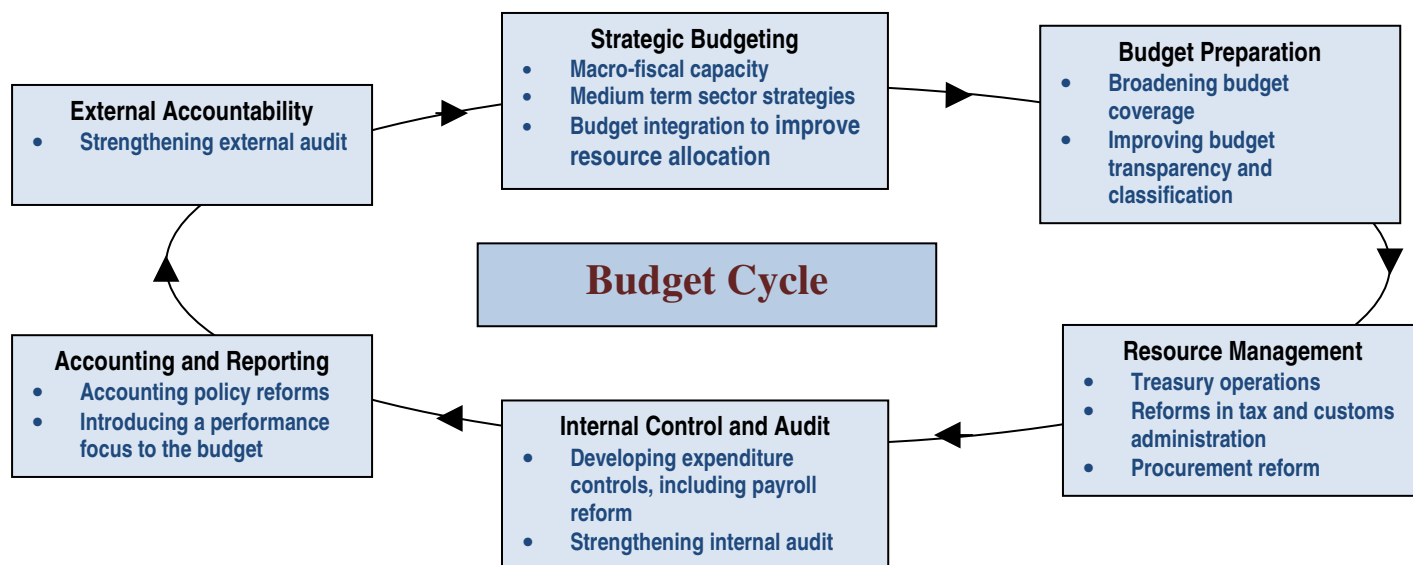 Strategic Budgeting
• Macro-fiscal capacity
• Medium term sector strategies
• Budget integration to improve
resource allocation
Budget Preparation
• Broadening budget
coverage
• Improving budget
transparency and
classification
External Accountability
• Strengthening external audit
Budget Cycle
Accounting and Reporting
• Accounting policy reforms
• Introducing a performance
focus to the budget
Internal Control and Audit
• Developing expenditure
controls, including payroll
reform
• Strengthening internal audit
Resource Management
• Treasury operations
• Reforms in tax and customs
administration
• Procurement reform